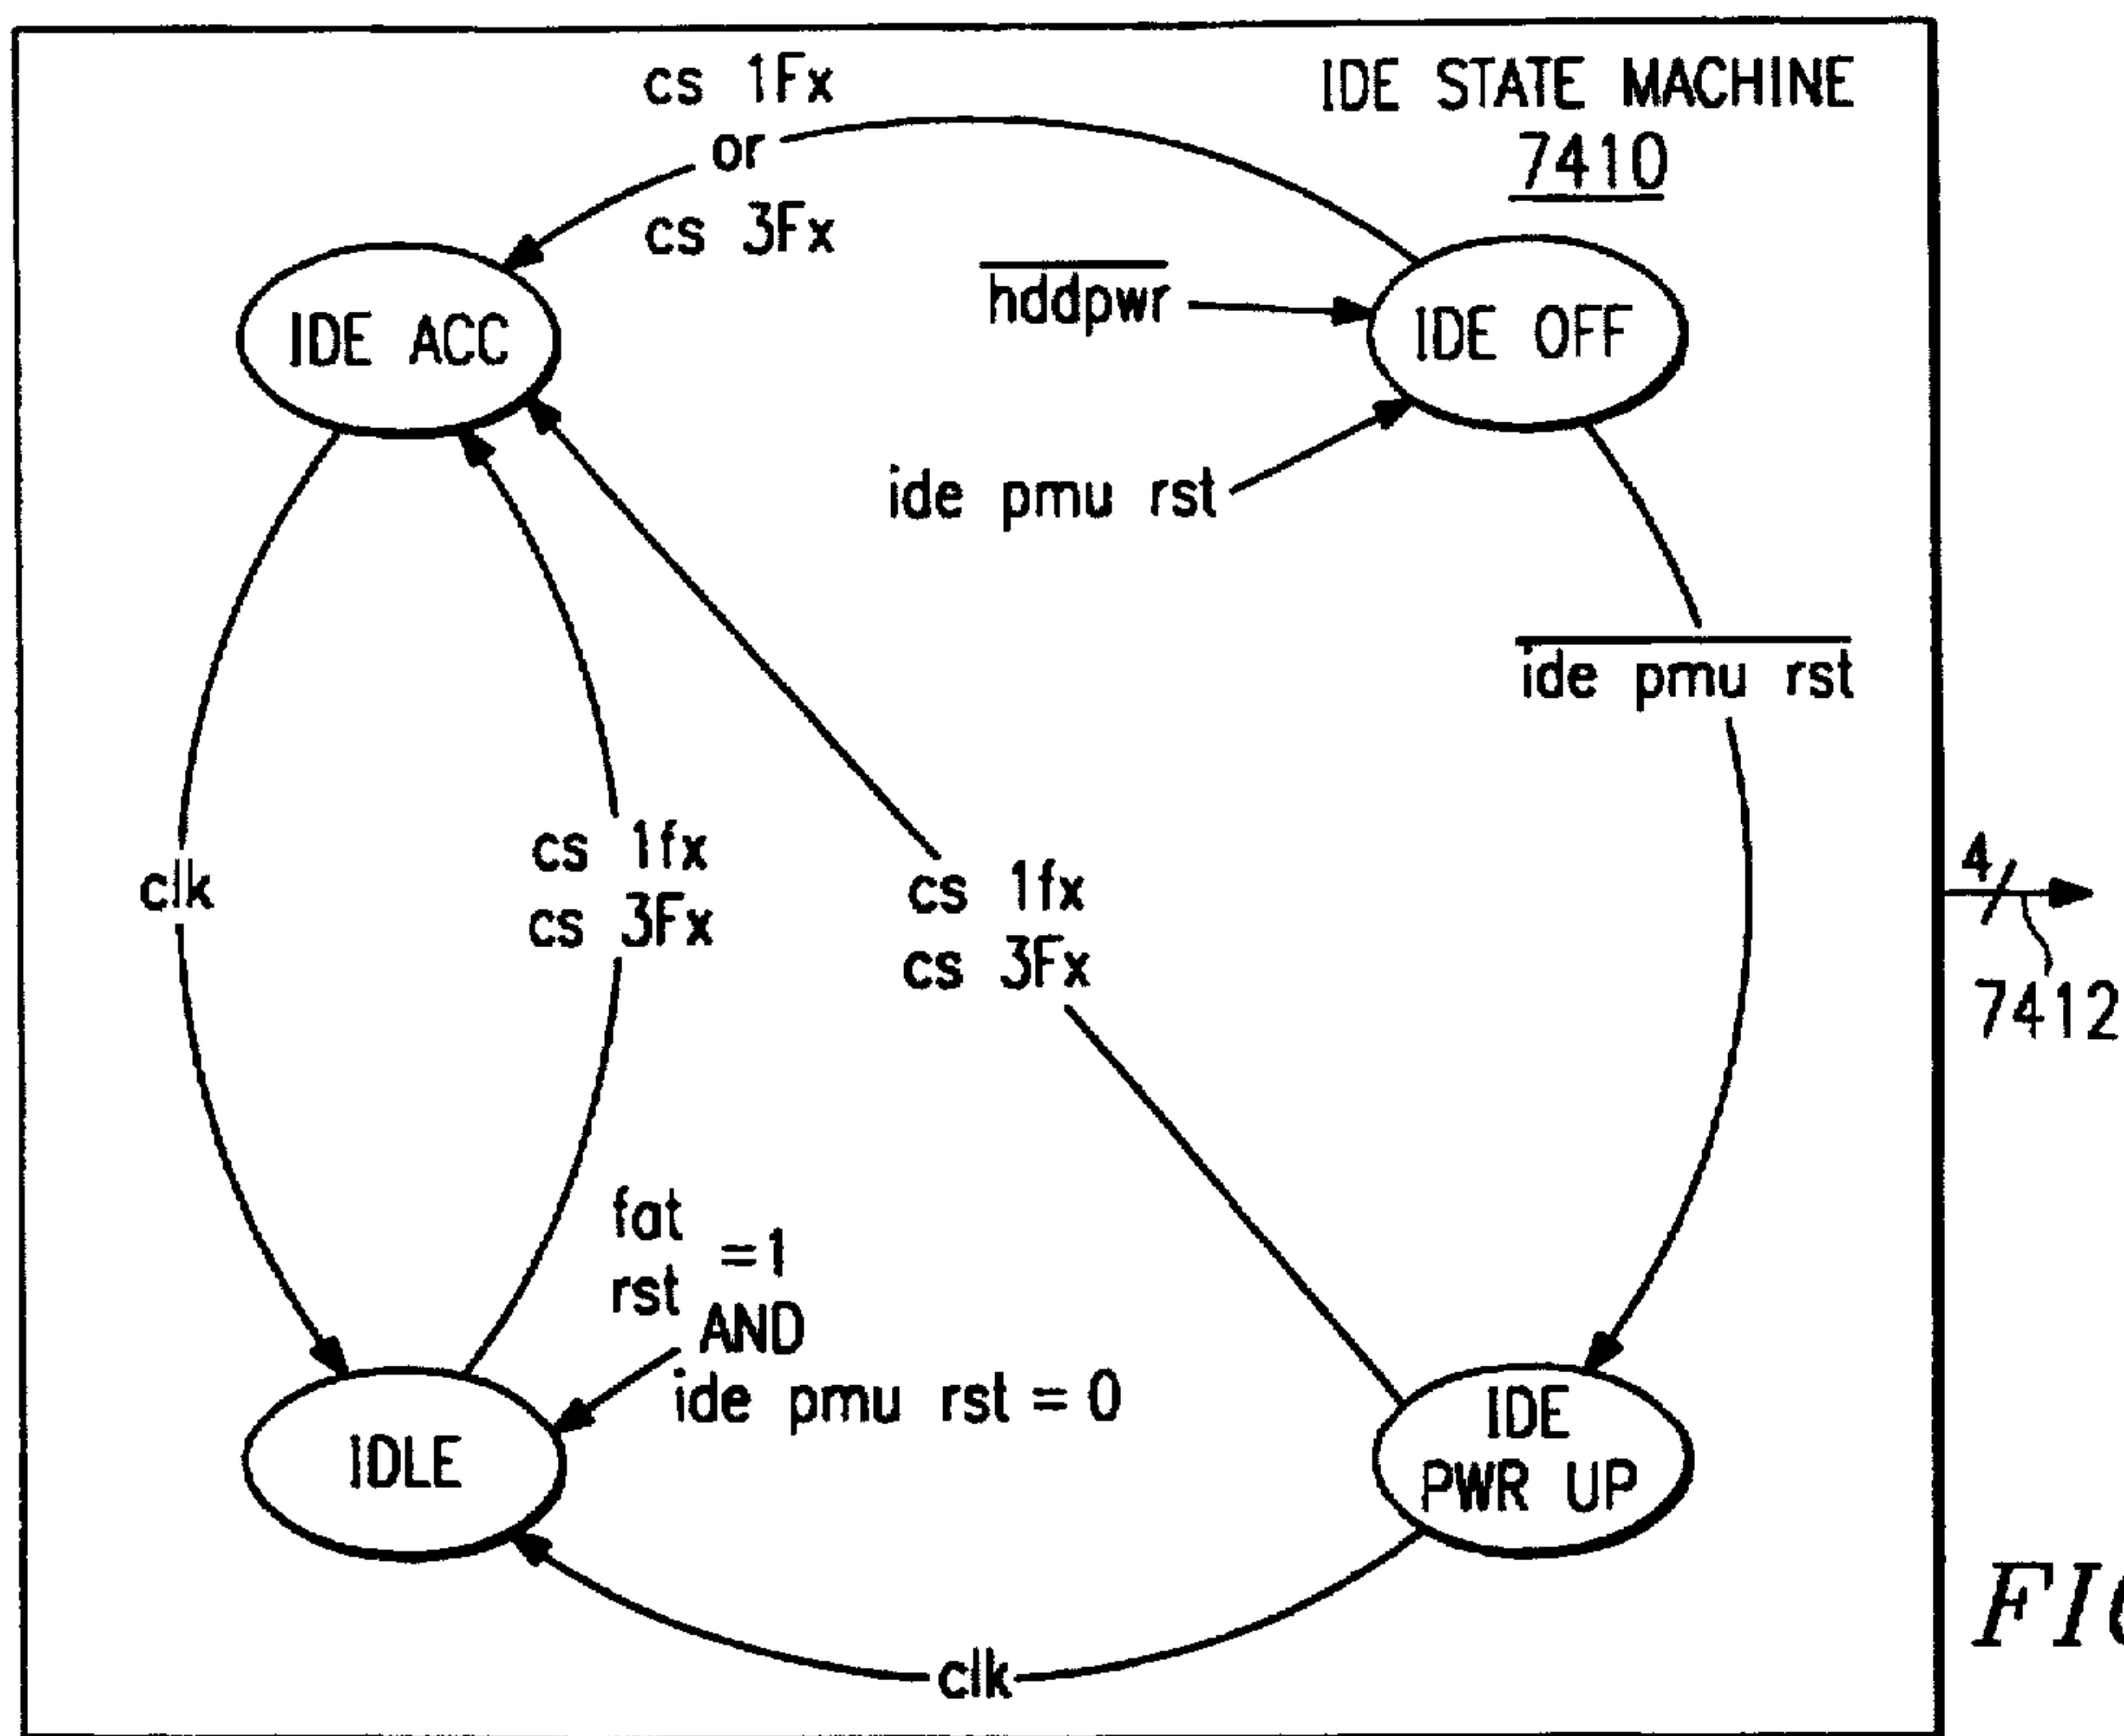 cs 1Fx
or
cs 3Fx
IDE STATE MACHINE
7410
IDE ACC
hddpwr
IDE OFF
ide pmu rst
ide pmu rst
clk
cs 1fx
cs 3Fx
cs 1fx
cs 3Fx
4
7412
fat
rst
=1
AND
ide pmu rst = 0
IDLE
IDE
PWR UP
clk